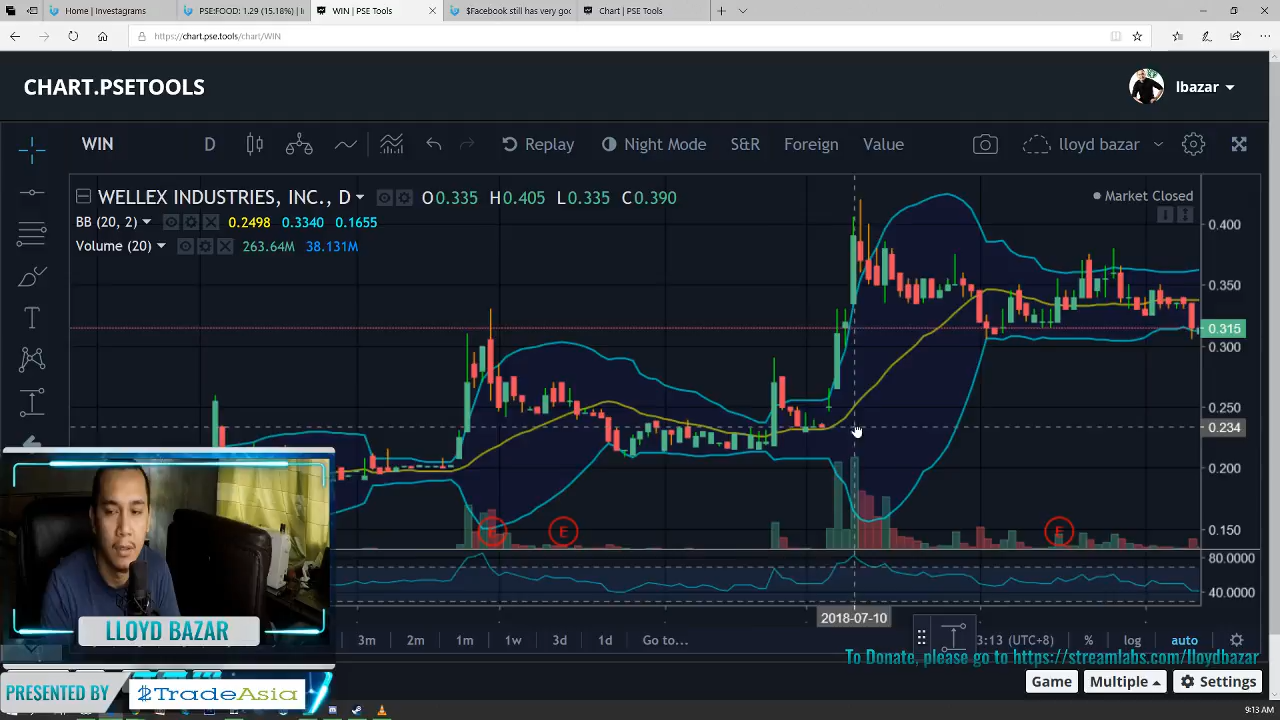 Home | Investagrams
PSE:FOOD: 1.29 (15.18%) | I
WIN | PSE Tools
$Facebook still has very goo
Chart | PSE Tools
https://chart.pse.tools/chart/WIN
CHART.PSETOOLS
lbazar
WIN
D
Replay
Night Mode
S&R
Foreign
Value
lloyd bazar
WELLEX INDUSTRIES, INC., D
O0.335 H0.405 L0.335 C0.390
Market Closed
BB (20, 2)
0.2498 0.3340 0.1655
Volume (20)
263.64M 38.131M
0.400
0.350
0.315
0.300
0.250
0.234
0.200
0.150
80.0000
40.0000
E
E
2018-07-10
3m 2m 1m 1w 3d 1d Go to...
3:13 (UTC+8) % log auto
LLOYD BAZAR
To Donate, please go to https://streamlabs.com/lloydbazar
PRESENTED BY
$TradeAsia
Game
Multiple
Settings
9:13 AM